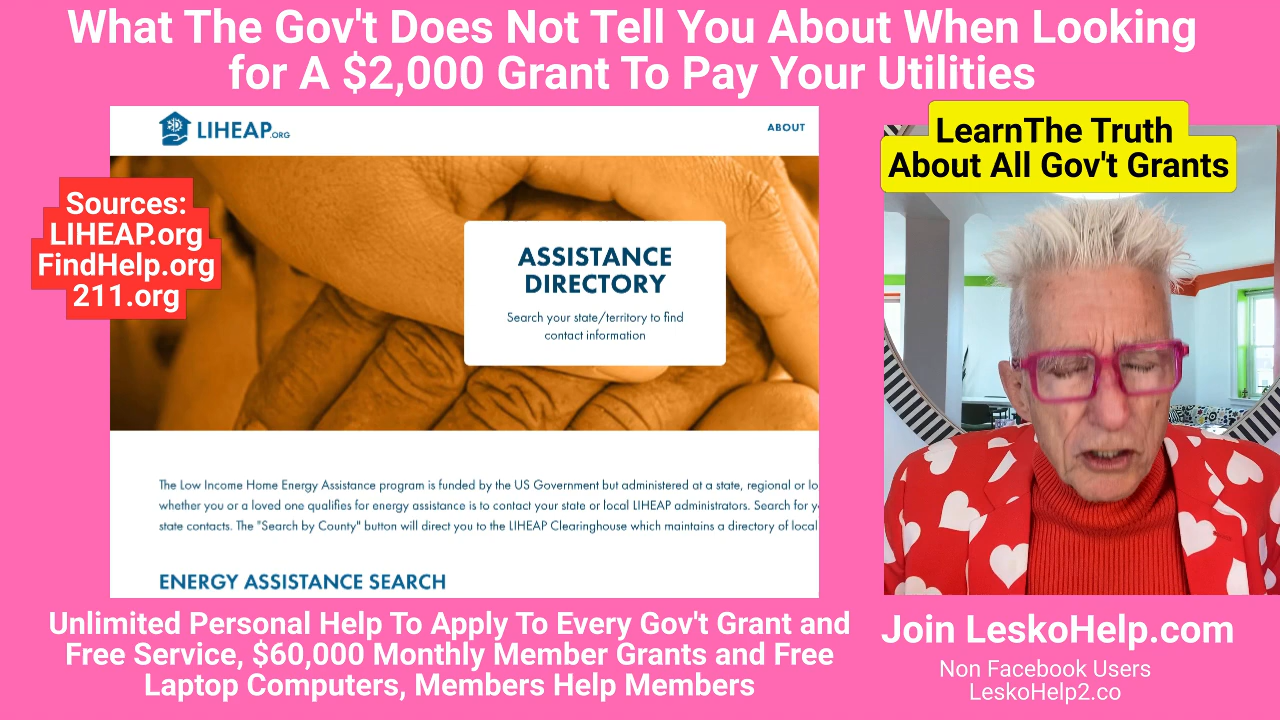 What The Gov't Does Not Tell You About When Looking
for A $2,000 Grant To Pay Your Utilities
LIHEAP.ORG
ABOUT
LearnThe Truth
About All Gov't Grants
Sources:
LIHEAP.org
FindHelp.org
211.org
ASSISTANCE
DIRECTORY
Search your state/territory to find
contact information
The Low Income Home Energy Assistance program is funded by the US Government but administered at a state, regional or lo
whether you or a loved one qualifies for energy assistance is to contact your state or local LIHEAP administrators. Search for y
state contacts. The "Search by County" button will direct you to the LIHEAP Clearinghouse which maintains a directory of local
ENERGY ASSISTANCE SEARCH
Unlimited Personal Help To Apply To Every Gov't Grant and
Free Service, $60,000 Monthly Member Grants and Free
Laptop Computers, Members Help Members
Join LeskoHelp.com
Non Facebook Users
LeskoHelp2.co